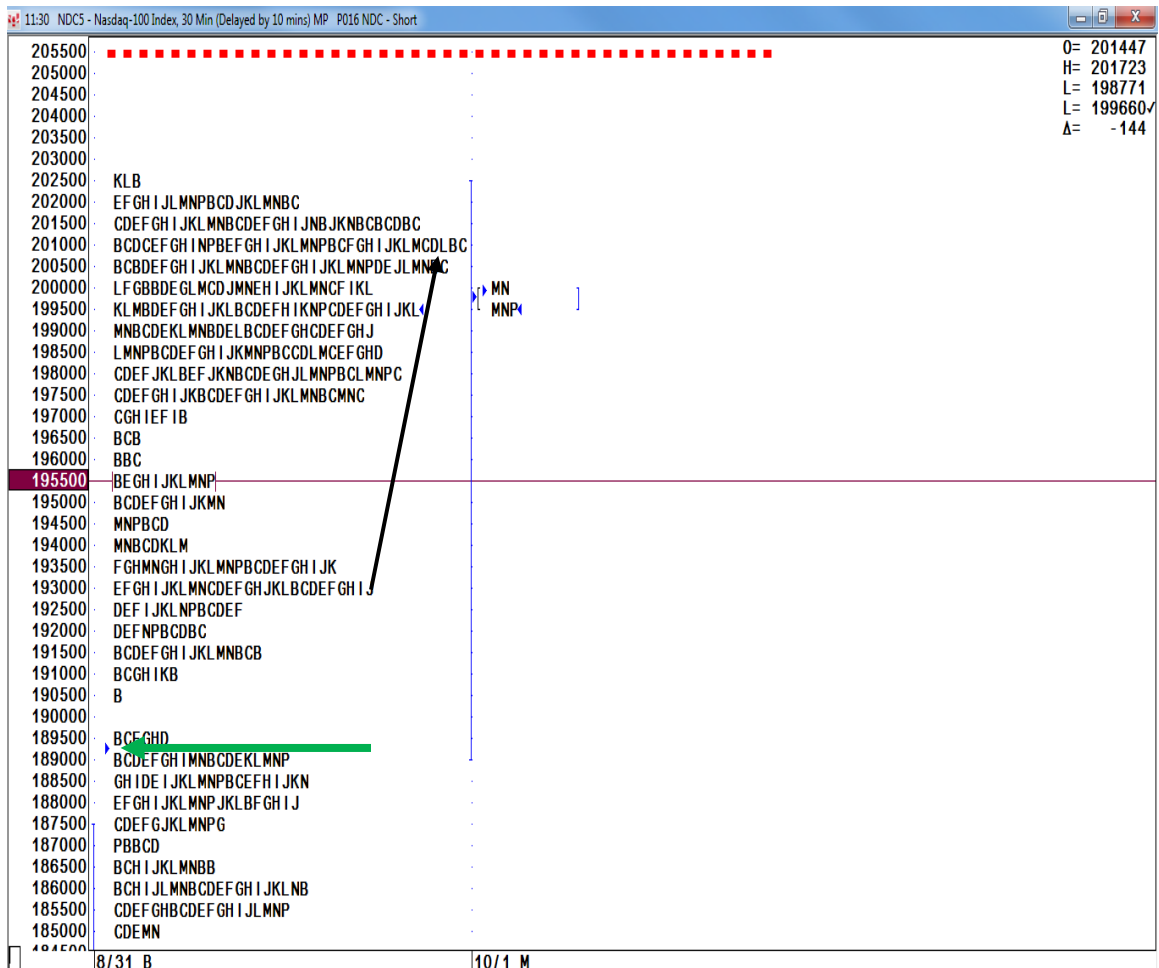 11:30 NDC5 - Nasdaq-100 Index, 30 Min (Delayed by 10 mins) MP P016 NDC - Short
O= 201447
H= 201723
L= 198771
L= 199660✓
Δ= -144
205500
205000
204500
204000
203500
203000
202500 KLB
202000 EFGHIJLMNPBCDJKLMNBC
201500 CDEFGHIJKLMNBCDEFGHIJNBJKNBCBCDBC
201000 BCDCEFGHINPBEFGHIJKLMNPBCFGHIJKLMCDLBC
200500 BCBDEFGHIJKLMNBCDEFGHIJKLMNPDEJLMN C
200000 LFGBBDEGLMCDJMNEHIJKLMNCFIKL MN
199500 KLMBDEFGHIJKLBCDEFHIKNPCDEFGHIJKL MNP
199000 MNBCDEKLMNBDELBCDEFGHCDEFGHJ
198500 LMNPBCDEFGHIJKMNPBCCDLMCEFGHD
198000 CDEFJKLBEFJKNBCDEGHJLMNPBCLMNPC
197500 CDEFGHIJKBCDEFGHIJKLMNBCMNC
197000 CGHIEFIB
196500 BCB
196000 BBC
195500 BEGHIJKLMNP
195000 BCDEFGHIJKMN
194500 MNPBCD
194000 MNBCDKLM
193500 FGHMNGHIJKLMNPBCDEFGHIJK
193000 EFGHIJKLMNCDEFGHJKLBCDEFGHIJ
192500 DEFIJKLNPBCDEF
192000 DEFNPBCDBC
191500 BCDEFGHIJKLMNBCB
191000 BCGHIKB
190500 B
190000
189500 BCEGHD
189000 BCDEFGHIMNBCDEKLMNP
188500 GHIDEIJKLMNPBCEFHIJKN
188000 EFGHIJKLMNPJKLBFGHIJ
187500 CDEFGJKLMNPG
187000 PBBCD
186500 BCHIJKLMNBB
186000 BCHIJLMNBCDEFGHIJKLNB
185500 CDEFGHBCDEFGHIJLMNP
185000 CDEMN
8/31 B 10/1 M